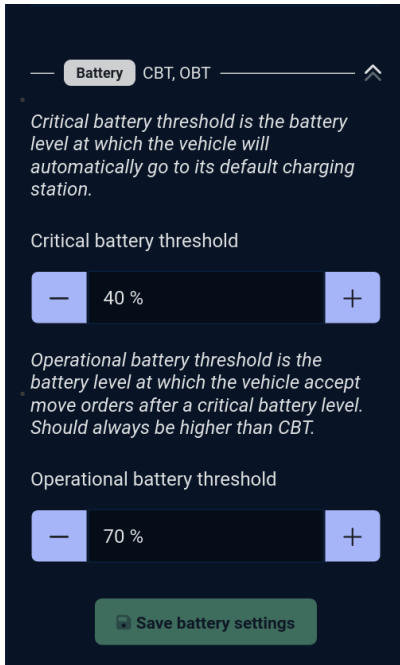 Battery CBT, OBT
Critical battery threshold is the battery
level at which the vehicle will
automatically go to its default charging
station.
Critical battery threshold
— 40 % +
Operational battery threshold is the
battery level at which the vehicle accept
move orders after a critical battery level.
Should always be higher than CBT.
Operational battery threshold
— 70 % +
Save battery settings